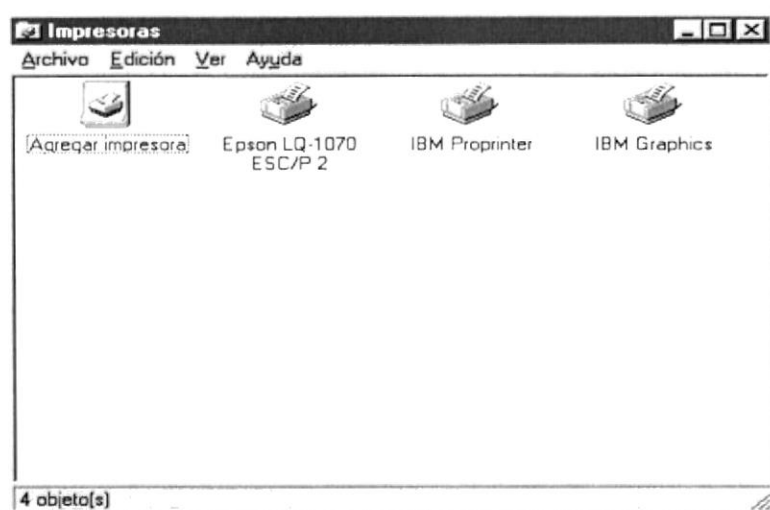 Impresoras
Archivo Edición Ver Ayuda
Agregar impresora
Epson LQ-1070
ESC/P 2
IBM Proprinter
IBM Graphics
4 objeto(s)